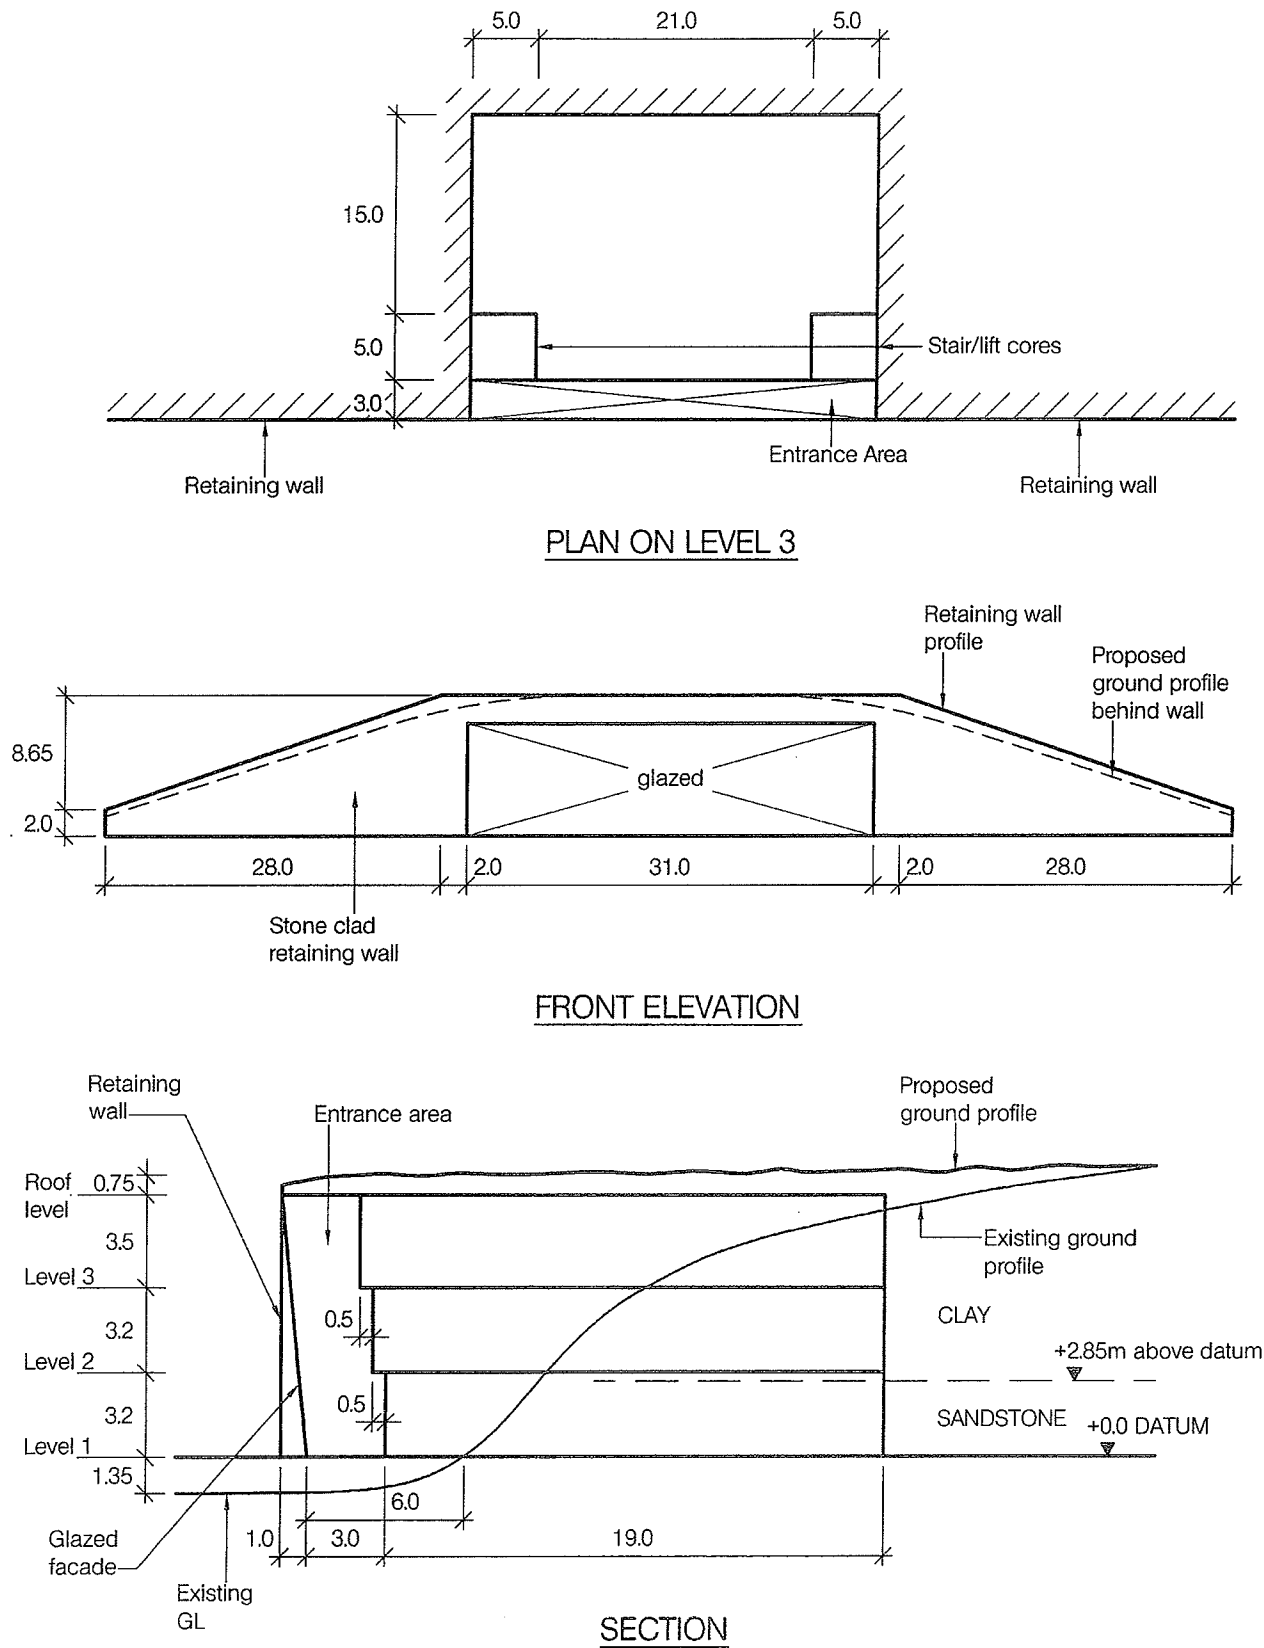 5.0 21.0 5.0
15.0
5.0
3.0
Stair/lift cores
Entrance Area
Retaining wall
Retaining wall
PLAN ON LEVEL 3
Retaining wall
profile
Proposed
ground profile
behind wall
8.65
2.0
glazed
28.0 2.0 31.0 2.0 28.0
Stone clad
retaining wall
FRONT ELEVATION
Retaining
wall
Entrance area
Proposed
ground profile
Roof
level
0.75
3.5
Level 3
3.2
Level 2
3.2
Level 1
1.35
0.5
0.5
Existing ground
profile
CLAY
+2.85m above datum
SANDSTONE
+0.0 DATUM
6.0
1.0 3.0 19.0
Glazed
facade
Existing
GL
SECTION